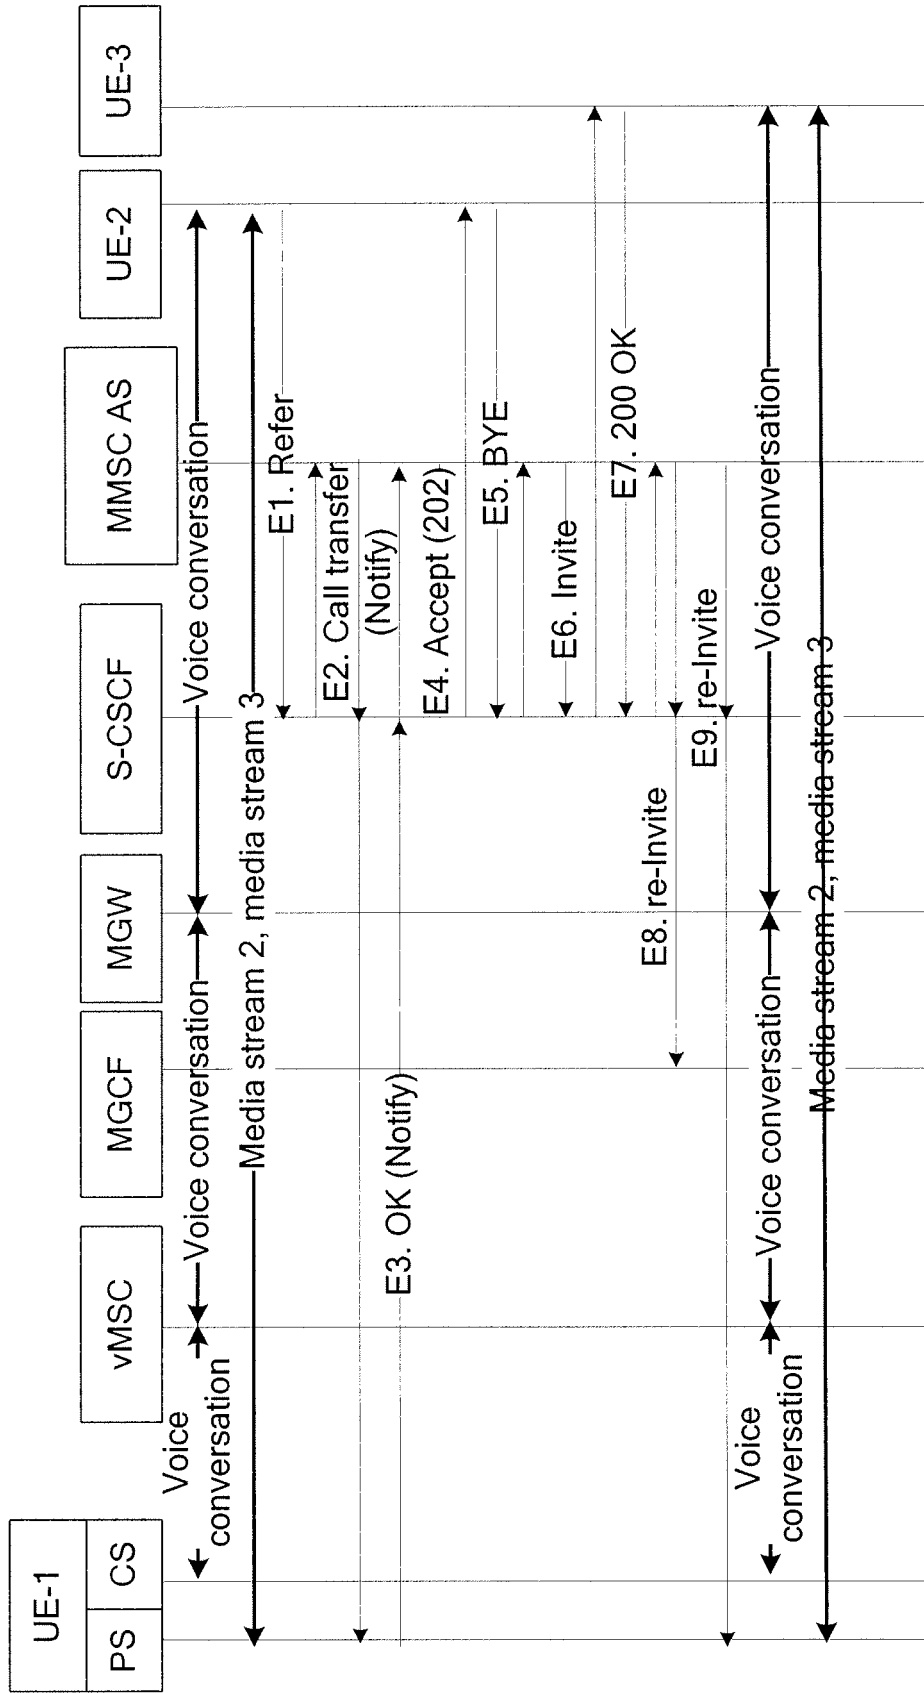 UE-1
PS
CS
vMSC
MGCF
MGW
S-CSCF
MMSC AS
UE-2
UE-3
Voice
conversation
Voice conversation
Voice conversation
Media stream 2, media stream 3
E1. Refer
E2. Call transfer
(Notify)
E3. OK (Notify)
E4. Accept (202)
E5. BYE
E6. Invite
E7. 200 OK
E8. re-Invite
E9. re-Invite
Voice
conversation
Voice conversation
Voice conversation
Media stream 2, media stream 3